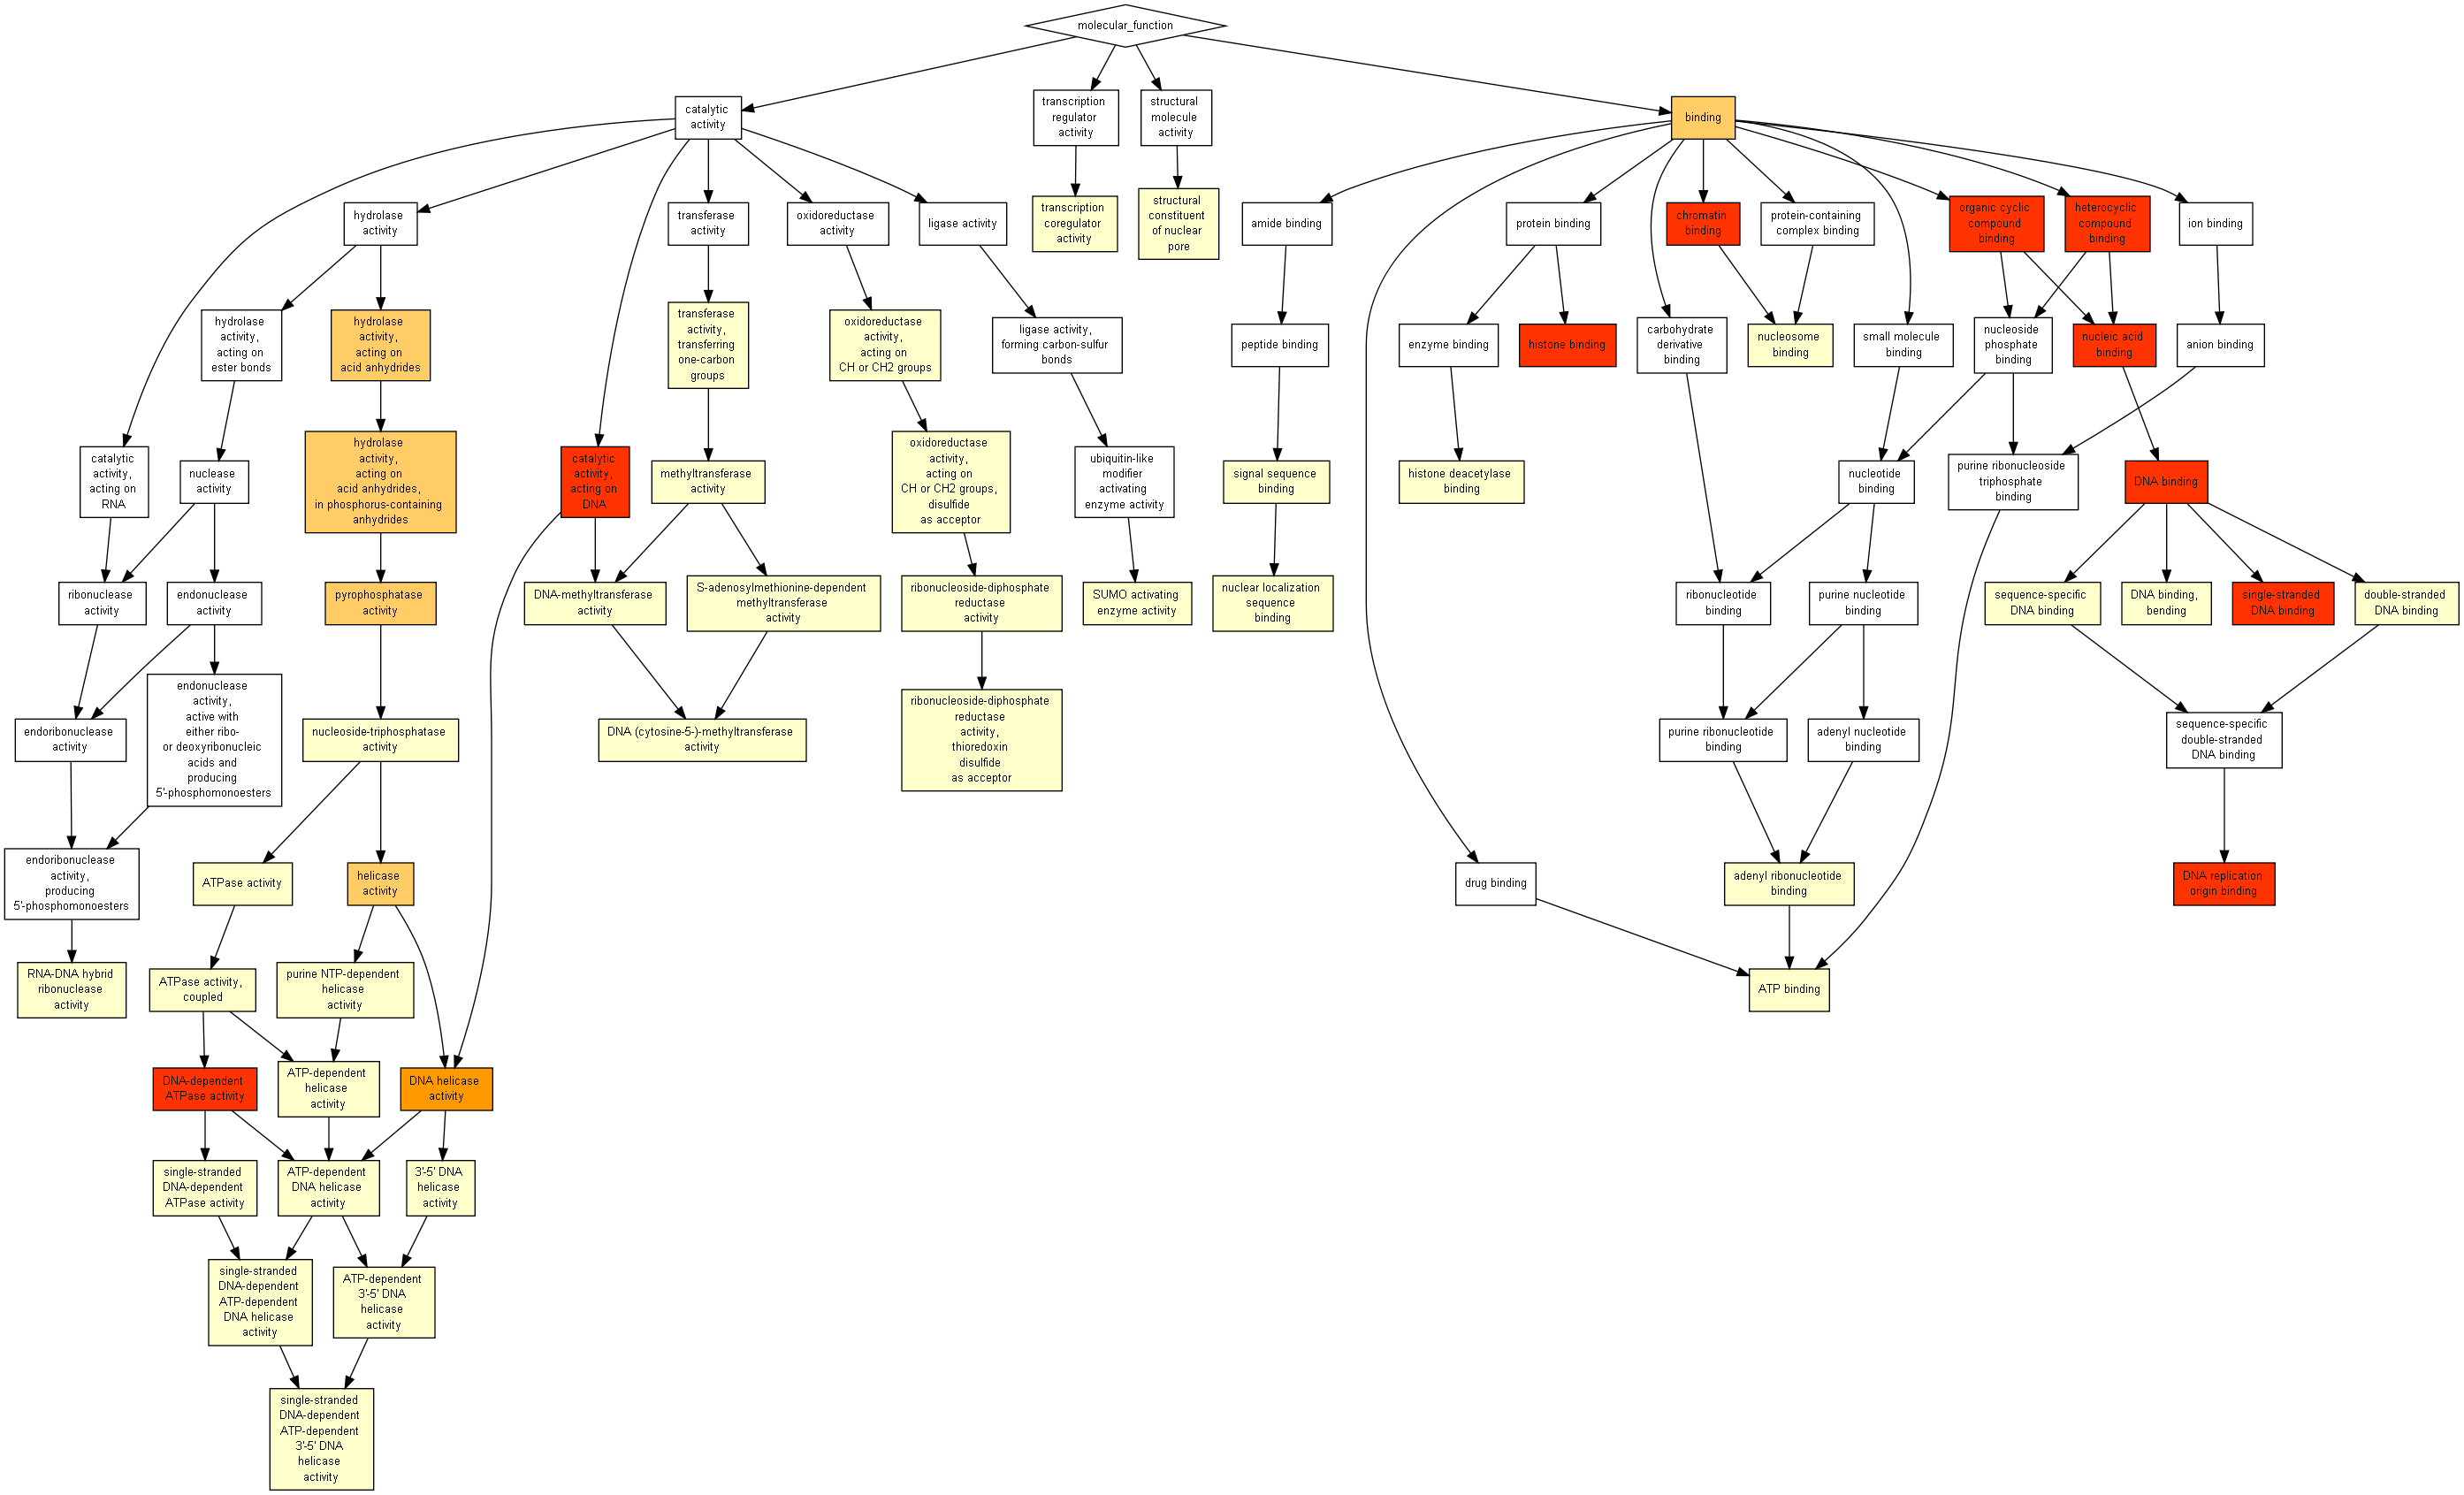 molecular_function
catalytic
activity
transcription
regulator
activity
structural
molecule
activity
binding
hydrolase
activity
transferase
activity
oxidoreductase
activity
ligase activity
transcription
coregulator
activity
structural
constituent
of nuclear
pore
amide binding
protein binding
chromatin
binding
protein-containing
complex binding
organic cyclic
compound
binding
heterocyclic
compound
binding
ion binding
hydrolase
activity,
acting on
ester bonds
hydrolase
activity,
acting on
acid anhydrides
transferase
activity,
transferring
one-carbon
groups
oxidoreductase
activity,
acting on
CH or CH2 groups
ligase activity,
forming carbon-sulfur
bonds
peptide binding
enzyme binding
histone binding
carbohydrate
derivative
binding
nucleosome
binding
small molecule
binding
nucleoside
phosphate
binding
nucleic acid
binding
anion binding
catalytic
activity,
acting on
RNA
nuclease
activity
hydrolase
activity,
acting on
acid anhydrides,
in phosphorus-containing
anhydrides
catalytic
activity,
acting on
DNA
methyltransferase
activity
oxidoreductase
activity,
acting on
CH or CH2 groups,
disulfide
as acceptor
ubiquitin-like
modifier
activating
enzyme activity
signal sequence
binding
histone deacetylase
binding
nucleotide
binding
purine ribonucleoside
triphosphate
binding
DNA binding
ribonuclease
activity
endonuclease
activity
pyrophosphatase
activity
DNA-methyltransferase
activity
S-adenosylmethionine-dependent
methyltransferase
activity
ribonucleoside-diphosphate
reductase
activity
SUMO activating
enzyme activity
nuclear localization
sequence
binding
ribonucleotide
binding
purine nucleotide
binding
sequence-specific
DNA binding
DNA binding,
bending
single-stranded
DNA binding
double-stranded
DNA binding
endoribonuclease
activity
endonuclease
activity,
active with
either ribo-
or deoxyribonucleic
acids and
producing
5'-phosphomonoesters
nucleoside-triphosphatase
activity
DNA (cytosine-5-)-methyltransferase
activity
ribonucleoside-diphosphate
reductase
activity,
thioredoxin
disulfide
as acceptor
purine ribonucleotide
binding
adenyl nucleotide
binding
sequence-specific
double-stranded
DNA binding
endoribonuclease
activity,
producing
5'-phosphomonoesters
ATPase activity
helicase
activity
drug binding
adenyl ribonucleotide
binding
DNA replication
origin binding
RNA-DNA hybrid
ribonuclease
activity
ATPase activity,
coupled
purine NTP-dependent
helicase
activity
ATP binding
DNA-dependent
ATPase activity
ATP-dependent
helicase
activity
DNA helicase
activity
single-stranded
DNA-dependent
ATPase activity
ATP-dependent
DNA helicase
activity
3'-5' DNA
helicase
activity
single-stranded
DNA-dependent
ATP-dependent
DNA helicase
activity
ATP-dependent
3'-5' DNA
helicase
activity
single-stranded
DNA-dependent
ATP-dependent
3'-5' DNA
helicase
activity